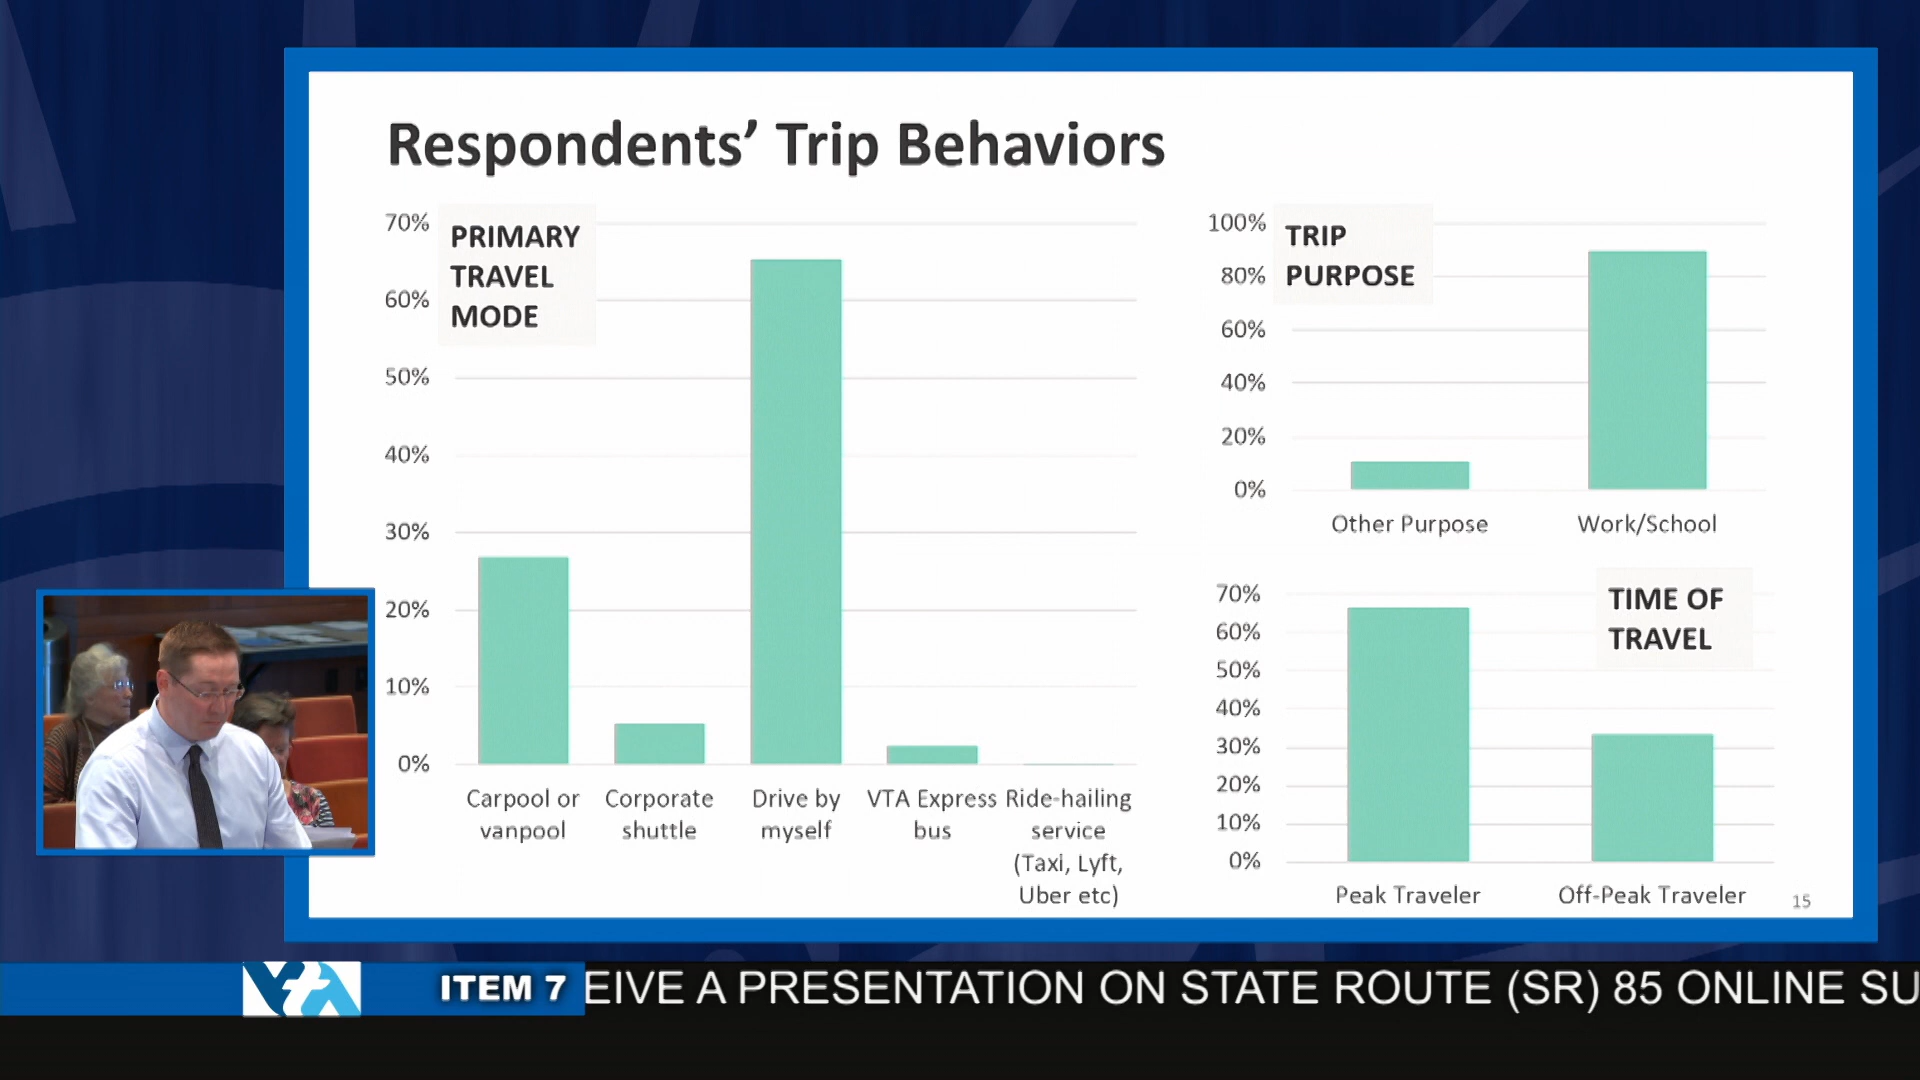 Respondents’ Trip Behaviors
PRIMARY
TRAVEL
MODE
70%
60%
50%
40%
30%
20%
10%
0%
Carpool or
vanpool
Corporate
shuttle
Drive by
myself
VTA Express
bus
Ride-hailing
service
(Taxi, Lyft,
Uber etc)
TRIP
PURPOSE
100%
80%
60%
40%
20%
0%
Other Purpose
Work/School
TIME OF
TRAVEL
70%
60%
50%
40%
30%
20%
10%
0%
Peak Traveler
Off-Peak Traveler
15
VTA
ITEM 7
EIVE A PRESENTATION ON STATE ROUTE (SR) 85 ONLINE SU